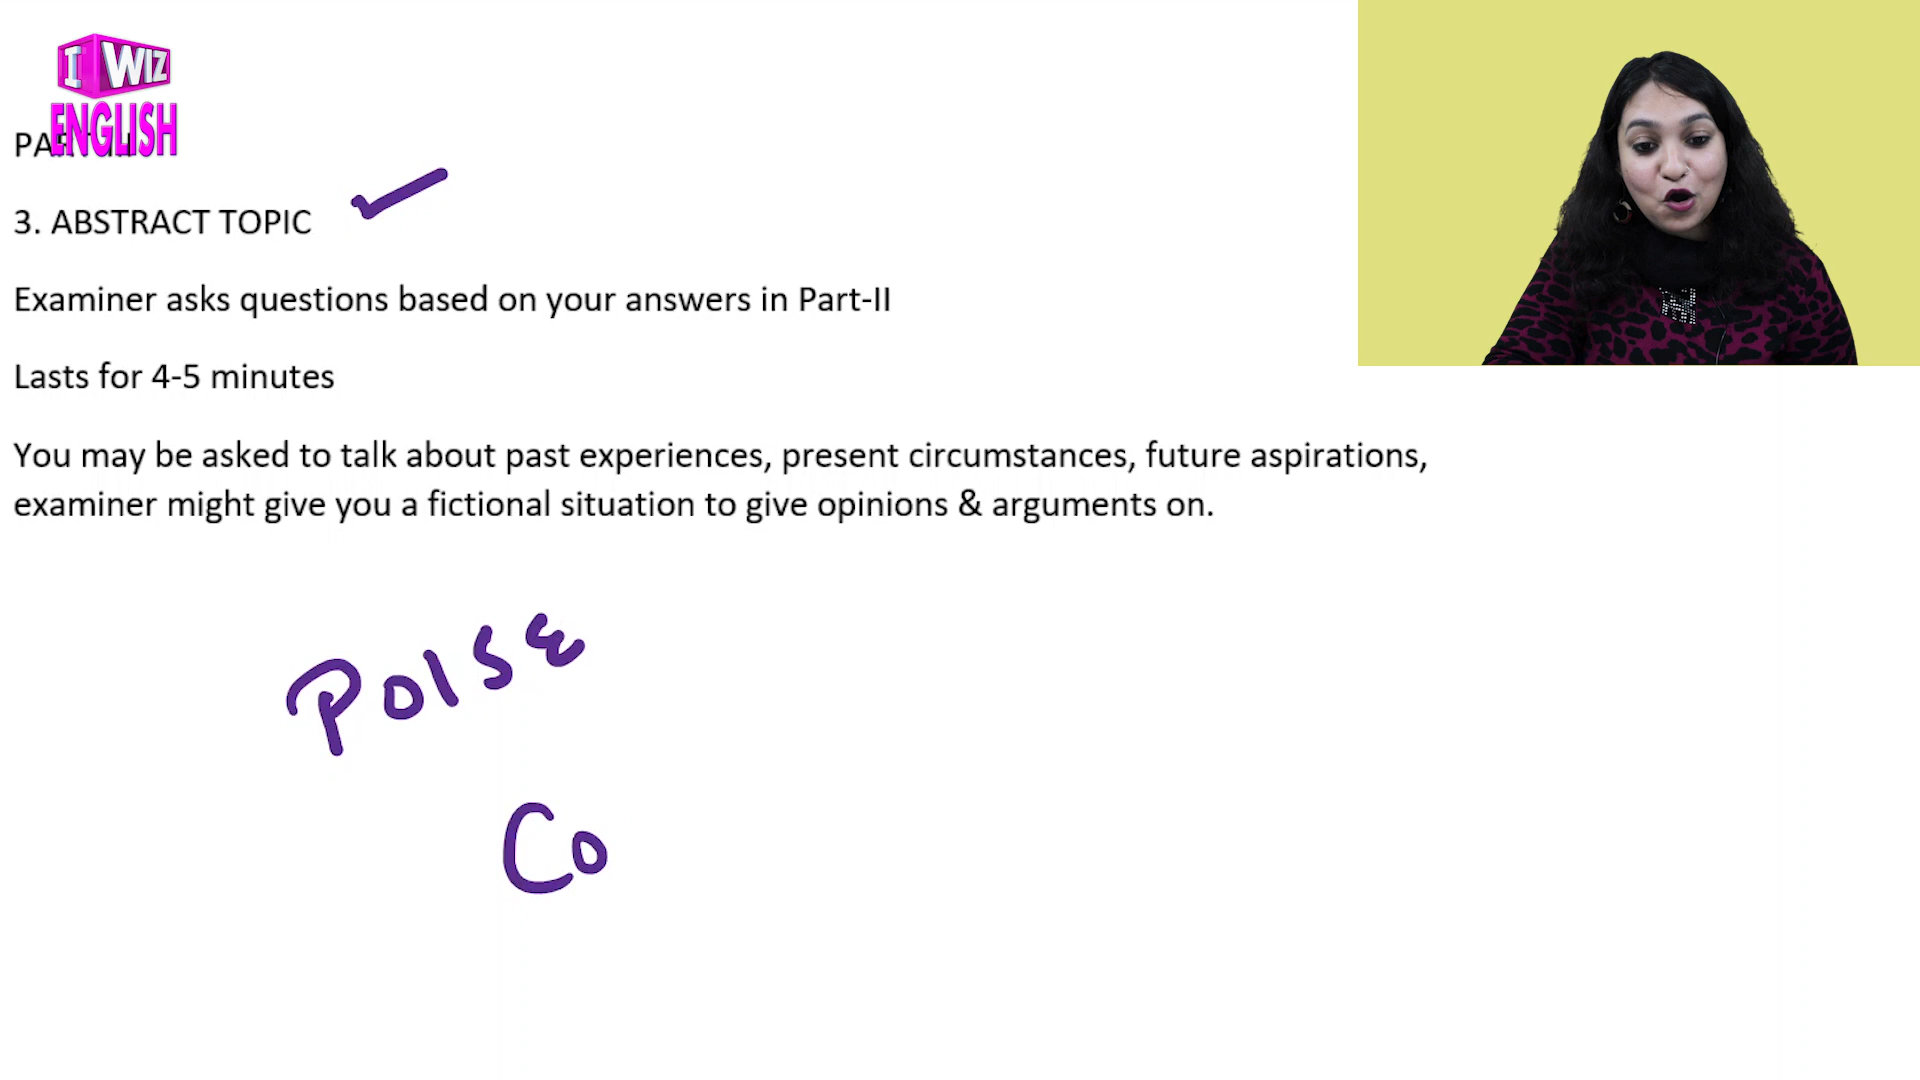 I WIZ
ENGLISH
3. ABSTRACT TOPIC
Examiner asks questions based on your answers in Part-II
Lasts for 4-5 minutes
You may be asked to talk about past experiences, present circumstances, future aspirations,
examiner might give you a fictional situation to give opinions & arguments on.
POISE
Co